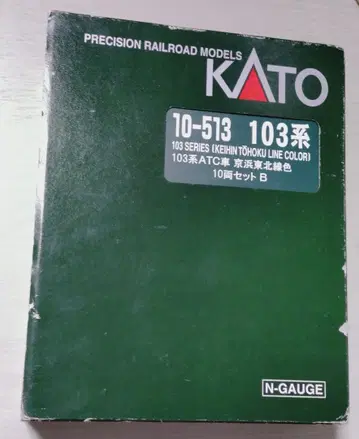 PRECISION RAILROAD MODELS
KATO
10-513 103系
103 SERIES (KEIHIN TŌHOKU LINE COLOR)
103系ATC車 京浜東北線色
10両セット B
N-GAUGE